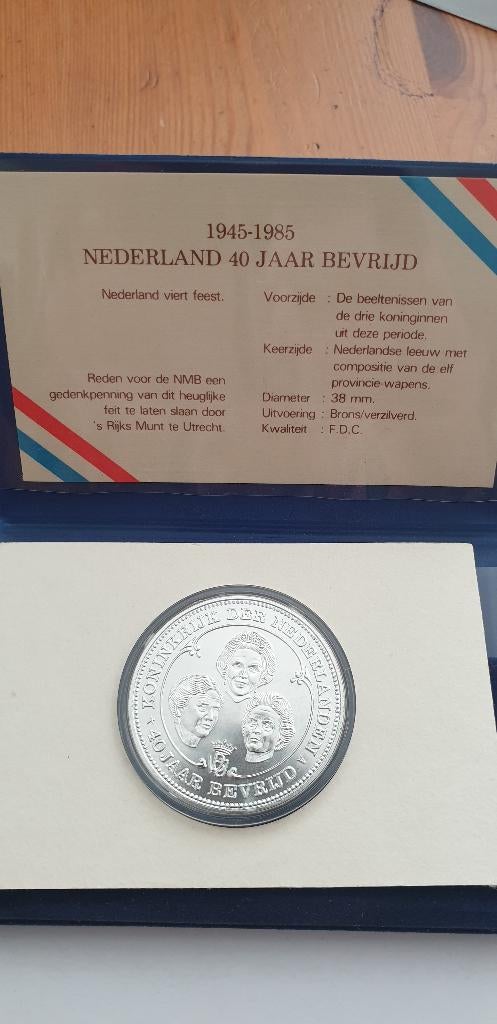 1945-1985
NEDERLAND 40 JAAR BEVRIJD
Nederland viert feest.
Reden voor de NMB een
gedenkpenning van dit heuglijke
feit te laten slaan door
's Rijks Munt te Utrecht.
Voorzijde : De beeltenissen van
de drie koninginnen
uit deze periode.
Keerzijde : Nederlandse leeuw met
compositie van de elf
provincie-wapens.
Diameter : 38 mm.
Uitvoering : Brons/verzilverd.
Kwaliteit : F.D.C.
KONINKRIJK DER NEDERLANDEN
40 JAAR BEVRIJD